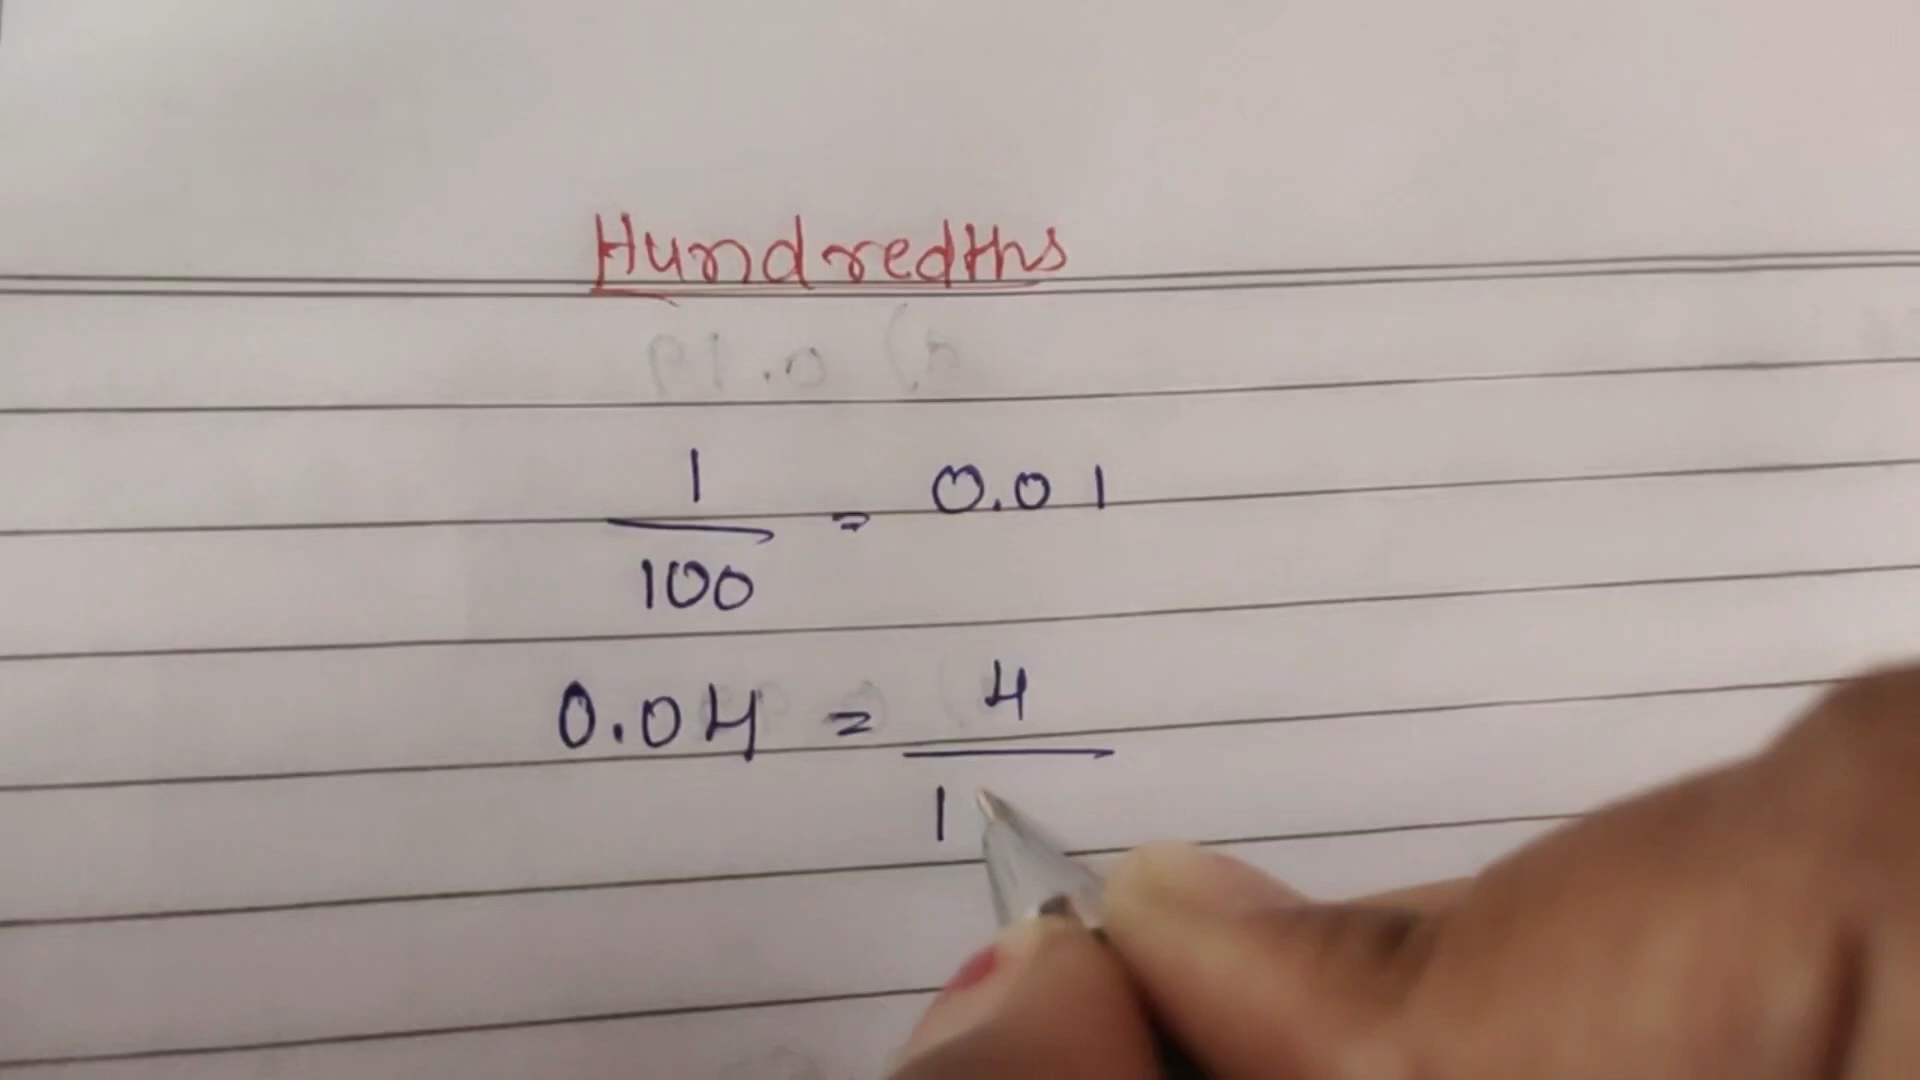 Hundredths
1
100 = 0.01
0.04 = 4
1